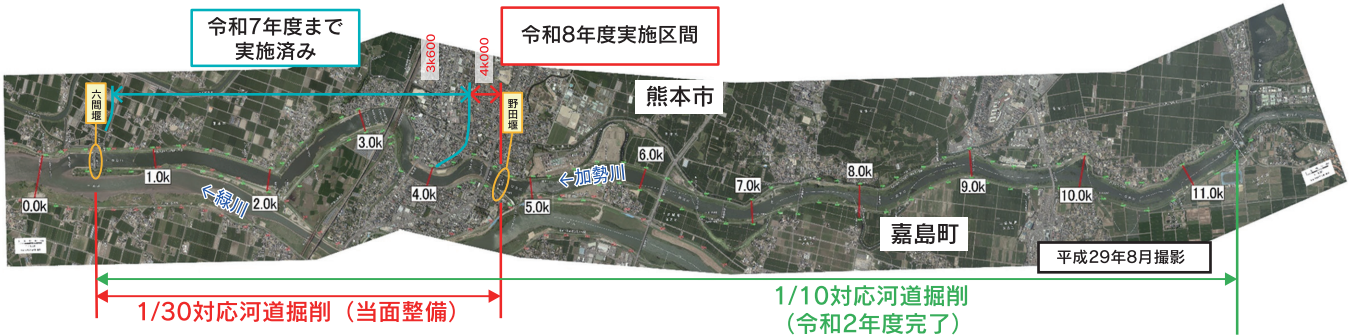 令和7年度まで
実施済み
3k600
4k000
令和8年度実施区間
六間堰
野田堰
熊本市
0.0k
1.0k
←緑川
2.0k
3.0k
4.0k
5.0k
←加勢川
6.0k
7.0k
8.0k
9.0k
10.0k
11.0k
嘉島町
平成29年8月撮影
1/30対応河道掘削（当面整備）
1/10対応河道掘削
（令和2年度完了）